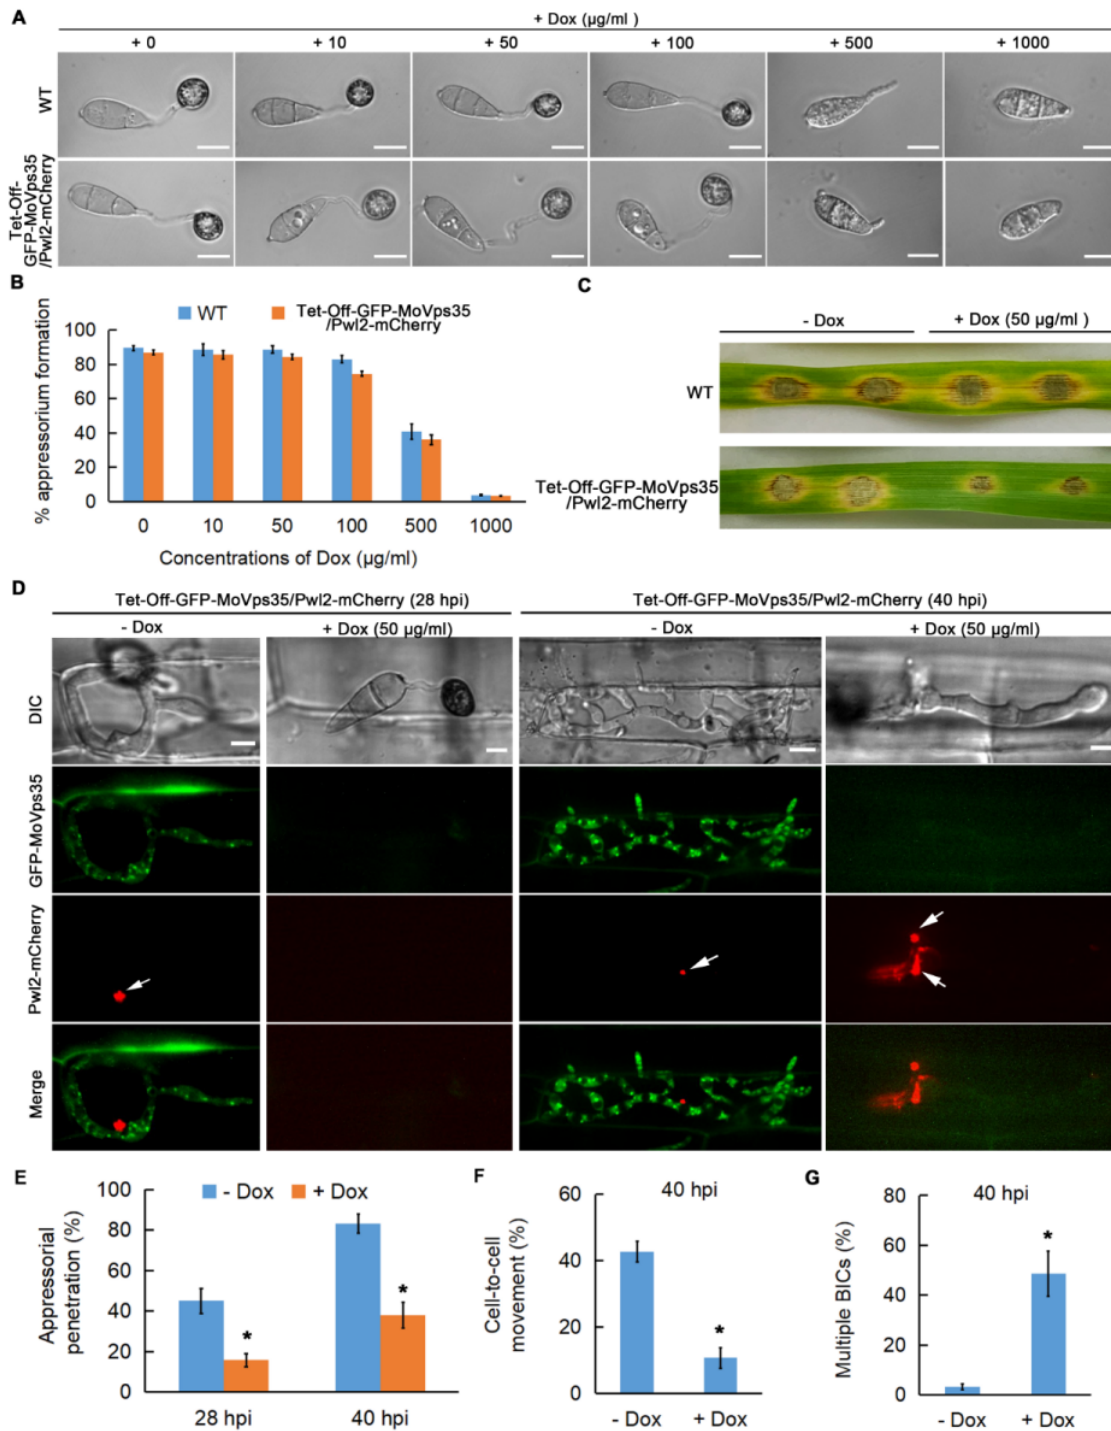 A
+ Dox (µg/ml )
+ 0 + 10 + 50 + 100 + 500 + 1000
WT
Tet-Off-
GFP-MoVps35
/Pwl2-mCherry
B
WT Tet-Off-GFP-MoVps35
/Pwl2-mCherry
% appressorium formation
100
80
60
40
20
0
0 10 50 100 500 1000
Concentrations of Dox (µg/ml)
C
- Dox + Dox (50 µg/ml )
WT
Tet-Off-GFP-MoVps35
/Pwl2-mCherry
D
Tet-Off-GFP-MoVps35/Pwl2-mCherry (28 hpi) Tet-Off-GFP-MoVps35/Pwl2-mCherry (40 hpi)
- Dox + Dox (50 µg/ml) - Dox + Dox (50 µg/ml)
DIC
GFP-MoVps35
Pwl2-mCherry
Merge
E
- Dox + Dox
Appressorial
penetration (%)
100
80
60
40
20
0
* *
28 hpi 40 hpi
F
40 hpi
Cell-to-cell
movement (%)
60
40
20
0
*
- Dox + Dox
G
40 hpi
Multiple BICs (%)
80
60
40
20
0
*
- Dox + Dox